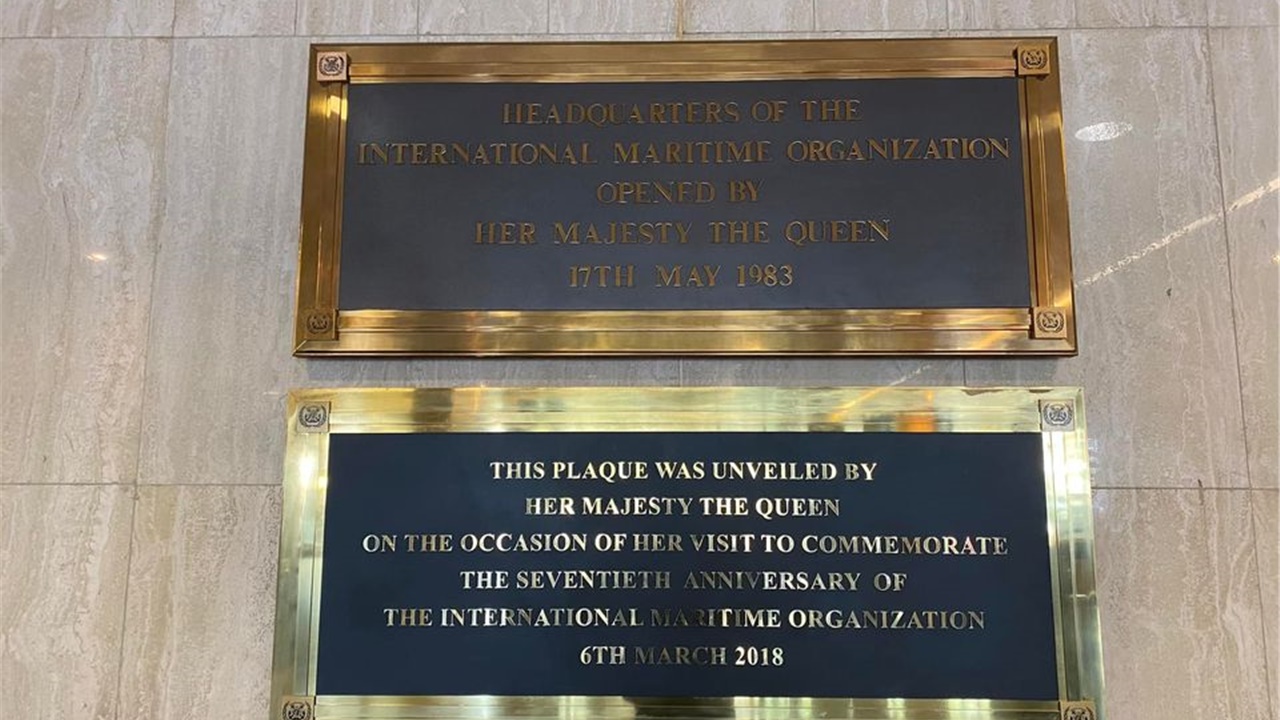 HEADQUARTERS OF THE
INTERNATIONAL MARITIME ORGANIZATION
OPENED BY
HER MAJESTY THE QUEEN
17TH MAY 1983
THIS PLAQUE WAS UNVEILED BY
HER MAJESTY THE QUEEN
ON THE OCCASION OF HER VISIT TO COMMEMORATE
THE SEVENTIETH ANNIVERSARY OF
THE INTERNATIONAL MARITIME ORGANIZATION
6TH MARCH 2018